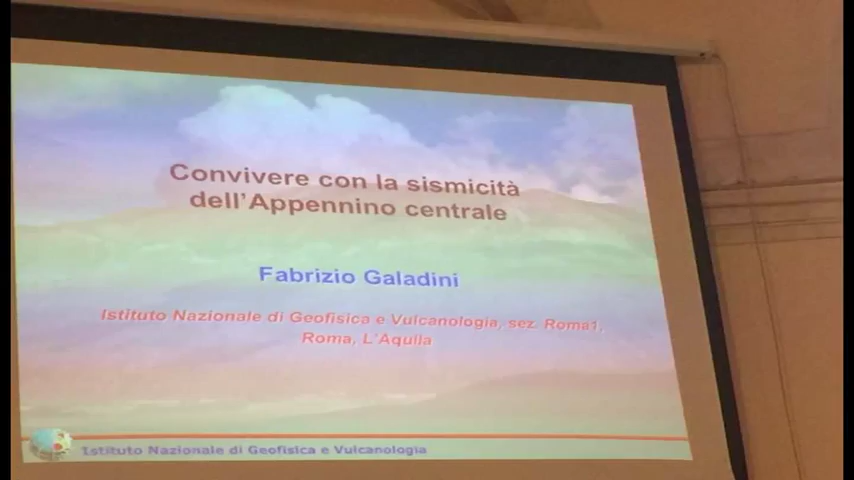 Convivere con la sismicità
dell'Appennino centrale
Fabrizio Galadini
Istituto Nazionale di Geofisica e Vulcanologia, sez. Roma1,
Roma, L'Aquila
Istituto Nazionale di Geofisica e Vulcanologia